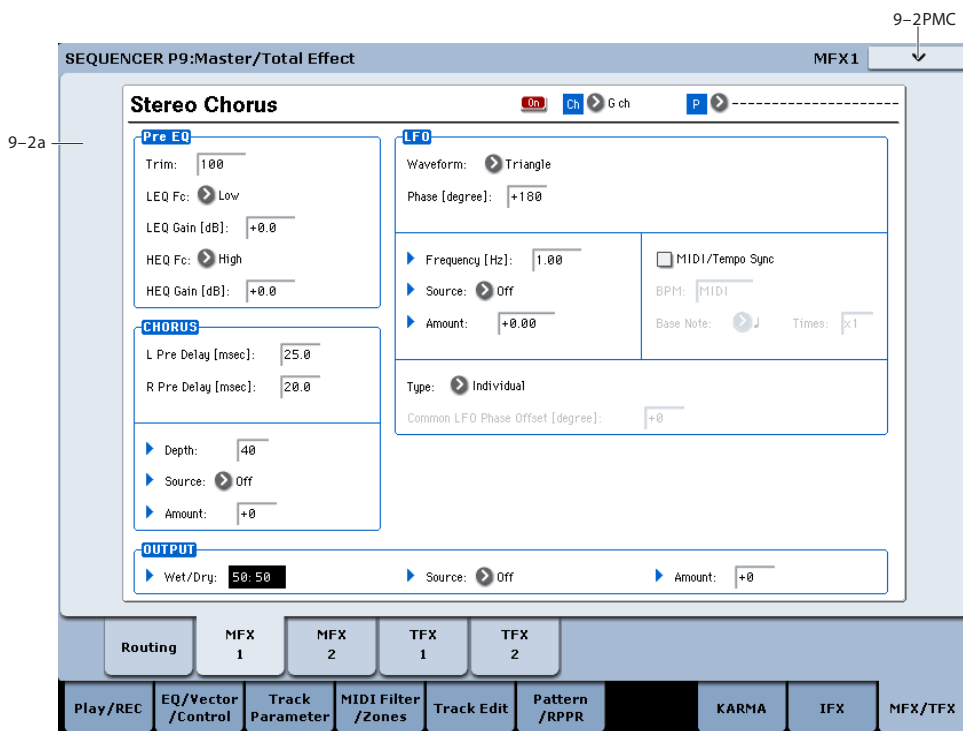 9–2PMC
SEQUENCER P9:Master/Total Effect MFX1
9–2a
Stereo Chorus On Ch G ch P ------------------
Pre EQ
Trim: 100
LEQ Fc: Low
LEQ Gain [dB]: +0.0
HEQ Fc: High
HEQ Gain [dB]: +0.0
LFO
Waveform: Triangle
Phase [degree]: +180
Frequency [Hz]: 1.00
Source: Off
Amount: +0.00
MIDI/Tempo Sync
BPM: MIDI
Base Note: ♩ Times: x1
Type: Individual
Common LFO Phase Offset [degree]: +0
CHORUS
L Pre Delay [msec]: 25.0
R Pre Delay [msec]: 20.0
Depth: 40
Source: Off
Amount: +0
OUTPUT
Wet/Dry: 50:50 Source: Off Amount: +0
Routing
MFX
1
MFX
2
TFX
1
TFX
2
Play/REC
EQ/Vector
/Control
Track
Parameter
MIDI Filter
/Zones
Track Edit
Pattern
/RPPR
KARMA
IFX
MFX/TFX